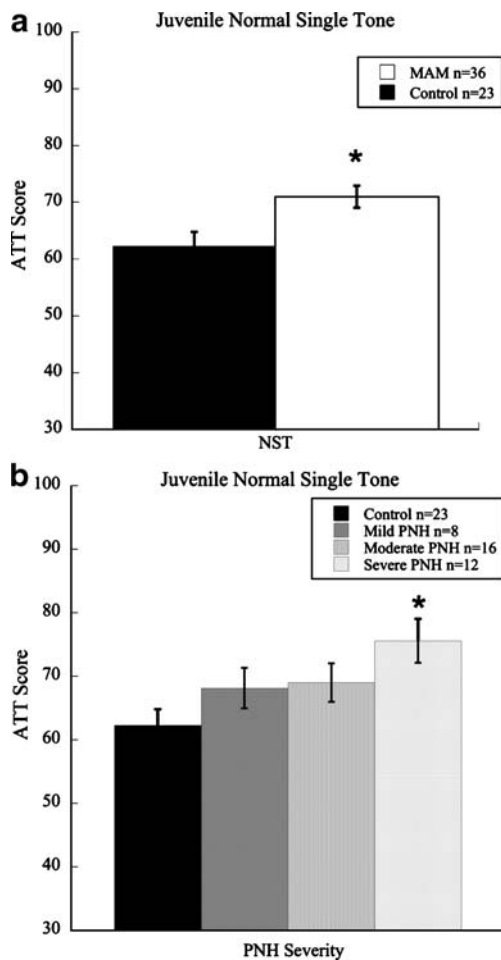 a
Juvenile Normal Single Tone
100
90
80
70
60
50
40
30
ATT Score
MAM n=36
Control n=23
*
NST
b
Juvenile Normal Single Tone
100
90
80
70
60
50
40
30
ATT Score
Control n=23
Mild PNH n=8
Moderate PNH n=16
Severe PNH n=12
*
PNH Severity